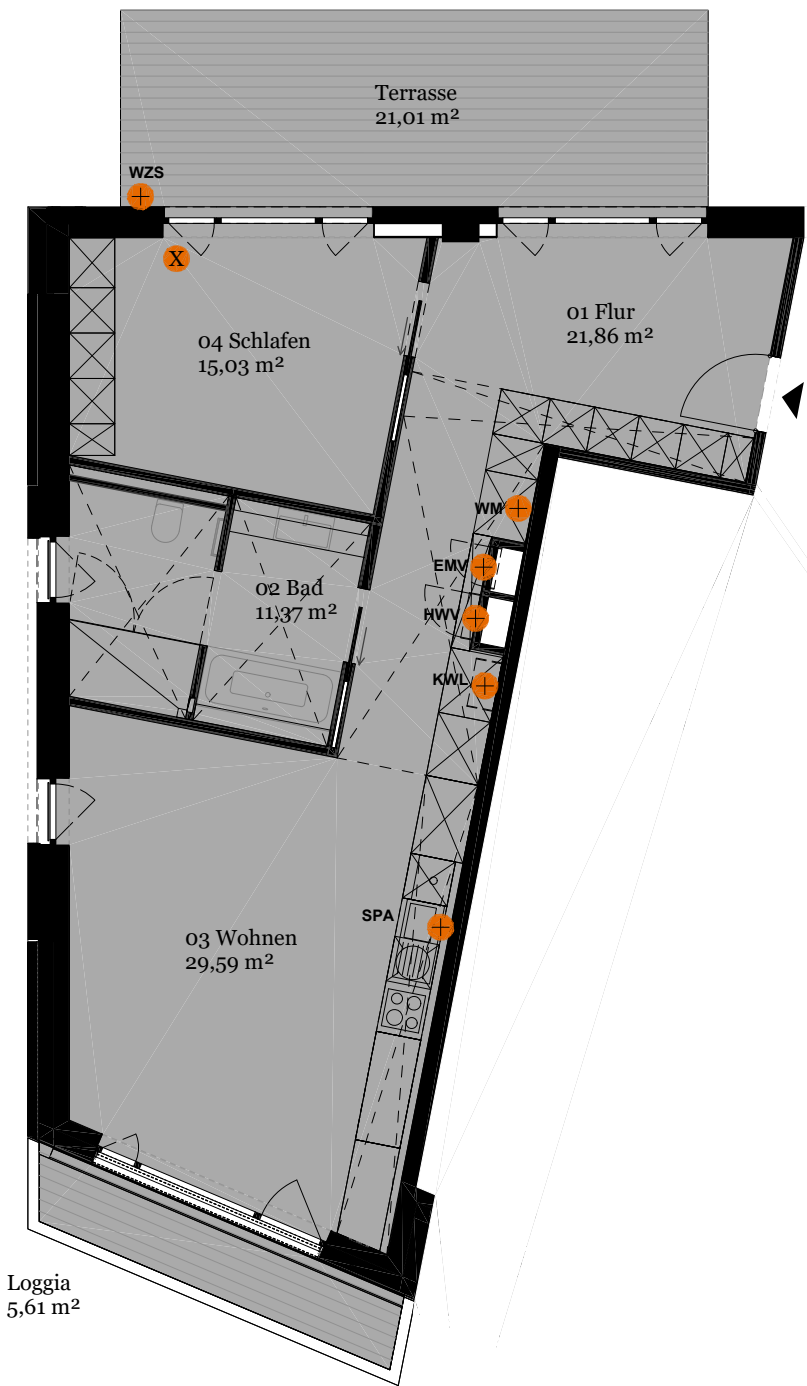 Terrasse
21,01 m²
WZS
X
04 Schlafen
15,03 m²
01 Flur
21,86 m²
WM
EMV
HWV
02 Bad
11,37 m²
KWL
SPA
03 Wohnen
29,59 m²
Loggia
5,61 m²